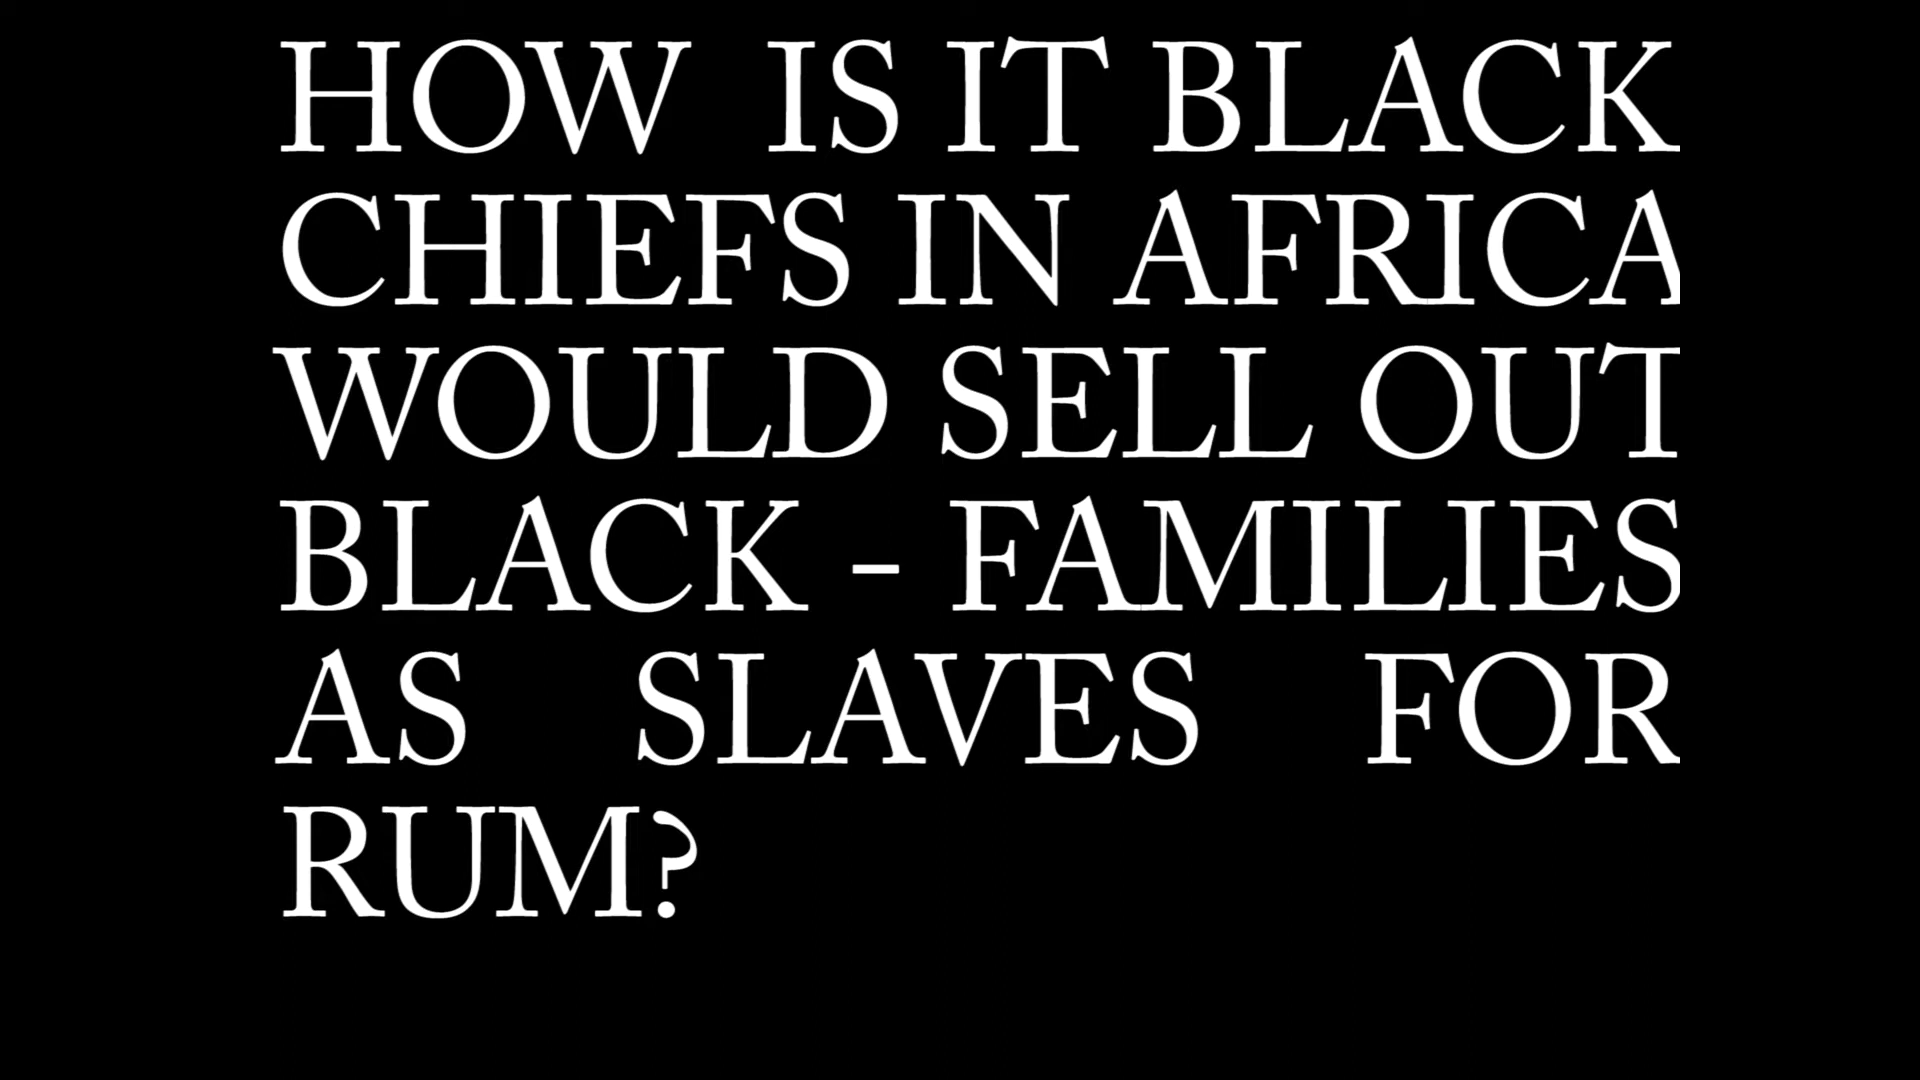 HOW IS IT BLACK
CHIEFS IN AFRICA
WOULD SELL OUT
BLACK - FAMILIES
AS SLAVES FOR
RUM?